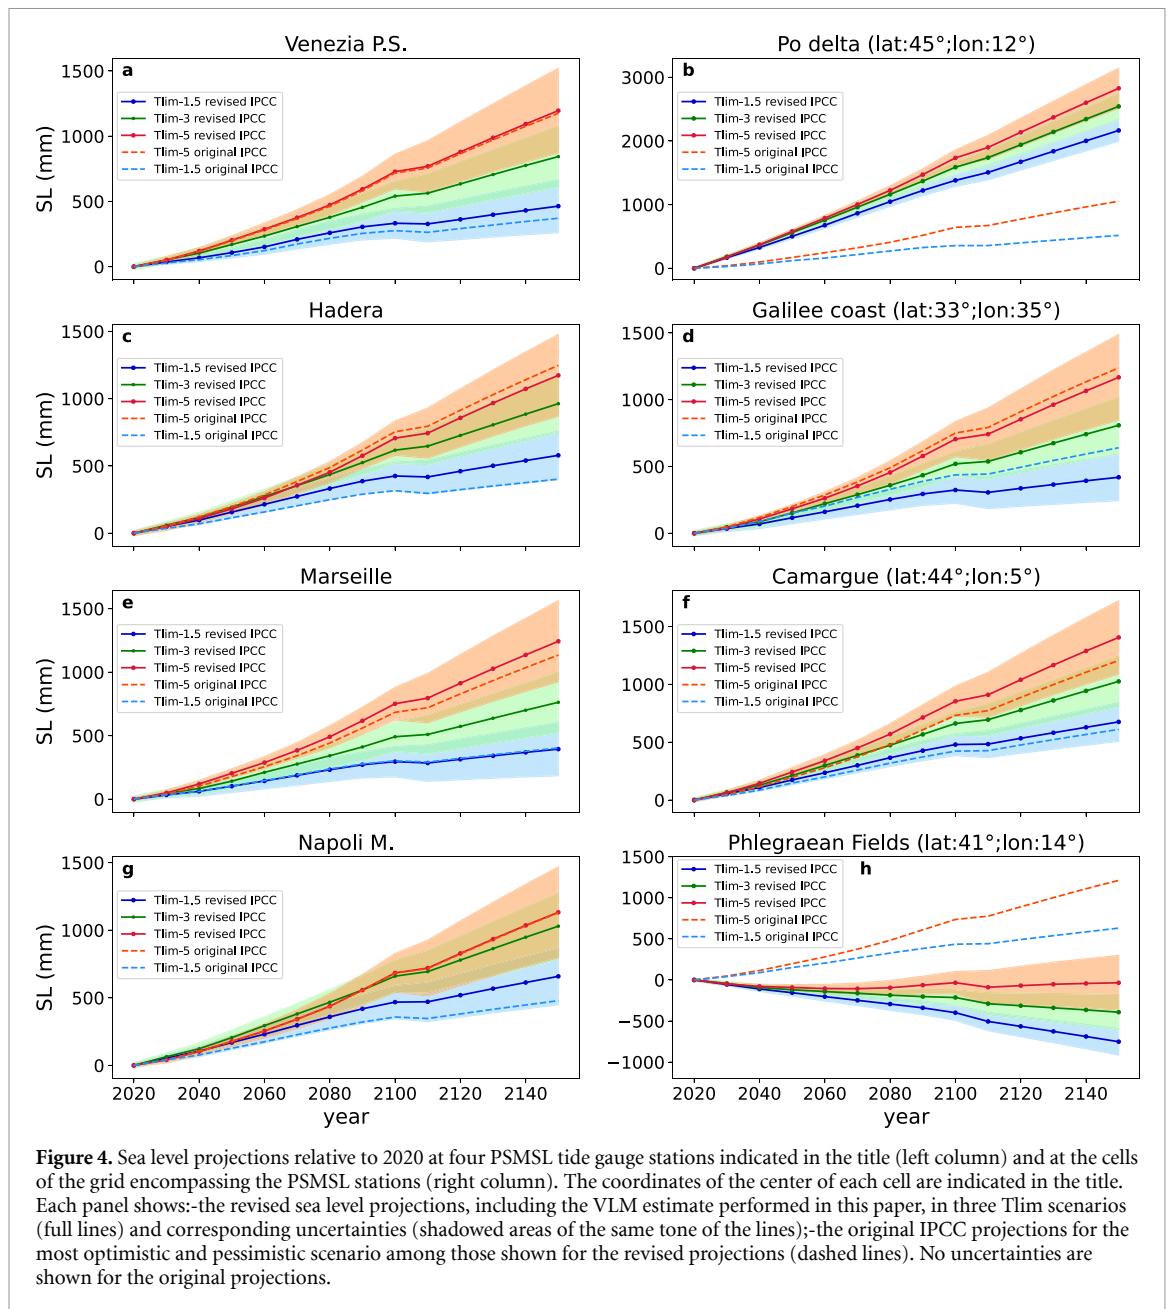 Venezia P.S.
a
Tlim-1.5 revised IPCC
Tlim-3 revised IPCC
Tlim-5 revised IPCC
Tlim-5 original IPCC
Tlim-1.5 original IPCC
1500
1000
500
0
SL (mm)
Po delta (lat:45°;lon:12°)
b
Tlim-1.5 revised IPCC
Tlim-3 revised IPCC
Tlim-5 revised IPCC
Tlim-5 original IPCC
Tlim-1.5 original IPCC
3000
2000
1000
0
Hadera
c
Tlim-1.5 revised IPCC
Tlim-3 revised IPCC
Tlim-5 revised IPCC
Tlim-5 original IPCC
Tlim-1.5 original IPCC
1500
1000
500
0
SL (mm)
Galilee coast (lat:33°;lon:35°)
d
Tlim-1.5 revised IPCC
Tlim-3 revised IPCC
Tlim-5 revised IPCC
Tlim-5 original IPCC
Tlim-1.5 original IPCC
1500
1000
500
0
Marseille
e
Tlim-1.5 revised IPCC
Tlim-3 revised IPCC
Tlim-5 revised IPCC
Tlim-5 original IPCC
Tlim-1.5 original IPCC
1500
1000
500
0
SL (mm)
Camargue (lat:44°;lon:5°)
f
Tlim-1.5 revised IPCC
Tlim-3 revised IPCC
Tlim-5 revised IPCC
Tlim-5 original IPCC
Tlim-1.5 original IPCC
1500
1000
500
0
Napoli M.
g
Tlim-1.5 revised IPCC
Tlim-3 revised IPCC
Tlim-5 revised IPCC
Tlim-5 original IPCC
Tlim-1.5 original IPCC
1500
1000
500
0
SL (mm)
2020 2040 2060 2080 2100 2120 2140
year
Phlegraean Fields (lat:41°;lon:14°)
h
Tlim-1.5 revised IPCC
Tlim-3 revised IPCC
Tlim-5 revised IPCC
Tlim-5 original IPCC
Tlim-1.5 original IPCC
1500
1000
500
0
−500
−1000
2020 2040 2060 2080 2100 2120 2140
year
Figure 4. Sea level projections relative to 2020 at four PSMSL tide gauge stations indicated in the title (left column) and at the cells
of the grid encompassing the PSMSL stations (right column). The coordinates of the center of each cell are indicated in the title.
Each panel shows:-the revised sea level projections, including the VLM estimate performed in this paper, in three Tlim scenarios
(full lines) and corresponding uncertainties (shadowed areas of the same tone of the lines);-the original IPCC projections for the
most optimistic and pessimistic scenario among those shown for the revised projections (dashed lines). No uncertainties are
shown for the original projections.